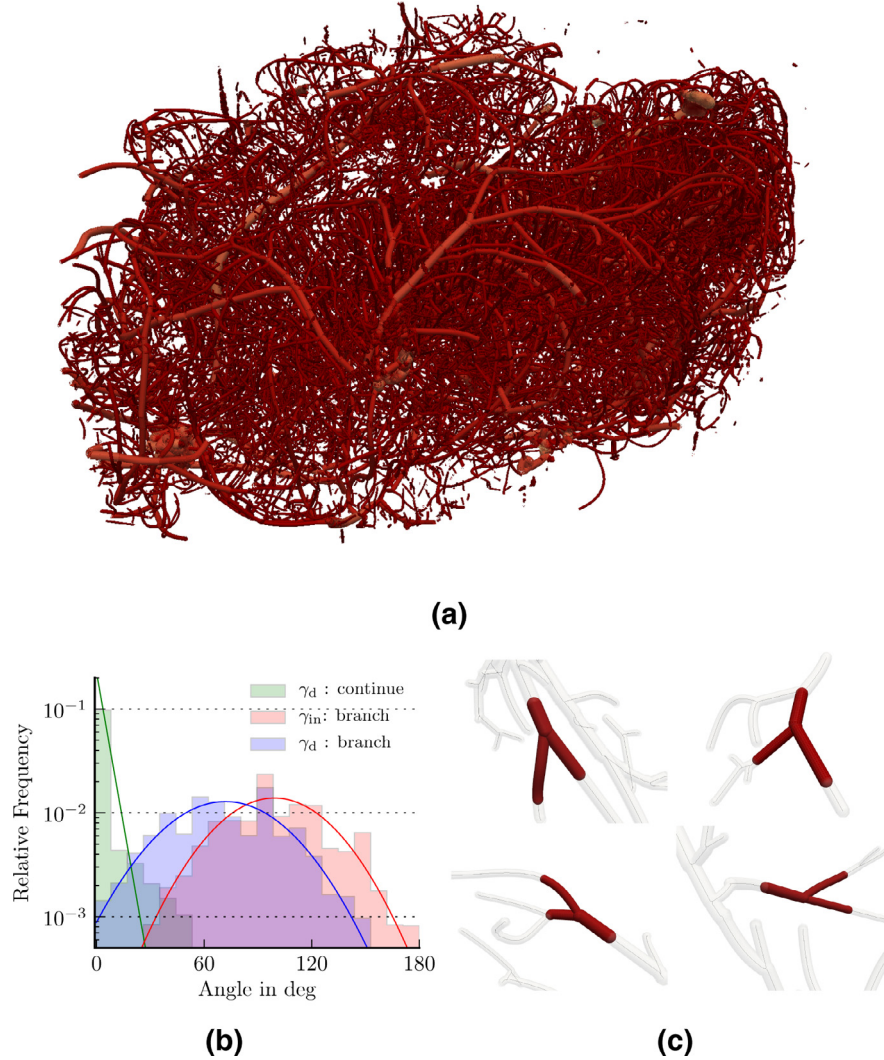 (a)
γd : continue
γin: branch
γd : branch
10⁻¹
10⁻²
10⁻³
Relative Frequency
0 60 120 180
Angle in deg
(b) (c)